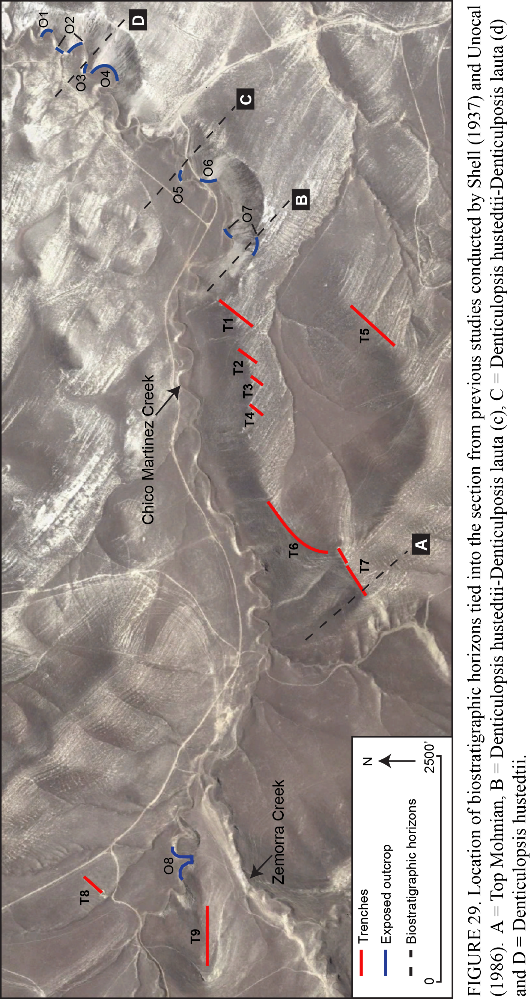 O1
O2
D
O3
O4
C
O5
O6
O7
B
T1
T2
T3
T4
T5
Chico Martinez Creek
T6
T7
A
Zemorra Creek
O8
T8
T9
N
Trenches
Exposed outcrop
Biostratigraphic horizons
0
2500'
FIGURE 29. Location of biostratigraphic horizons tied into the section from previous studies conducted by Shell (1937) and Unocal
(1986). A = Top Mohnian, B = Denticulopsis hustedtii-Denticulposis lauta (c), C = Denticulopsis hustedtii-Denticulposis lauta (d)
and D = Denticulopsis hustedtii.